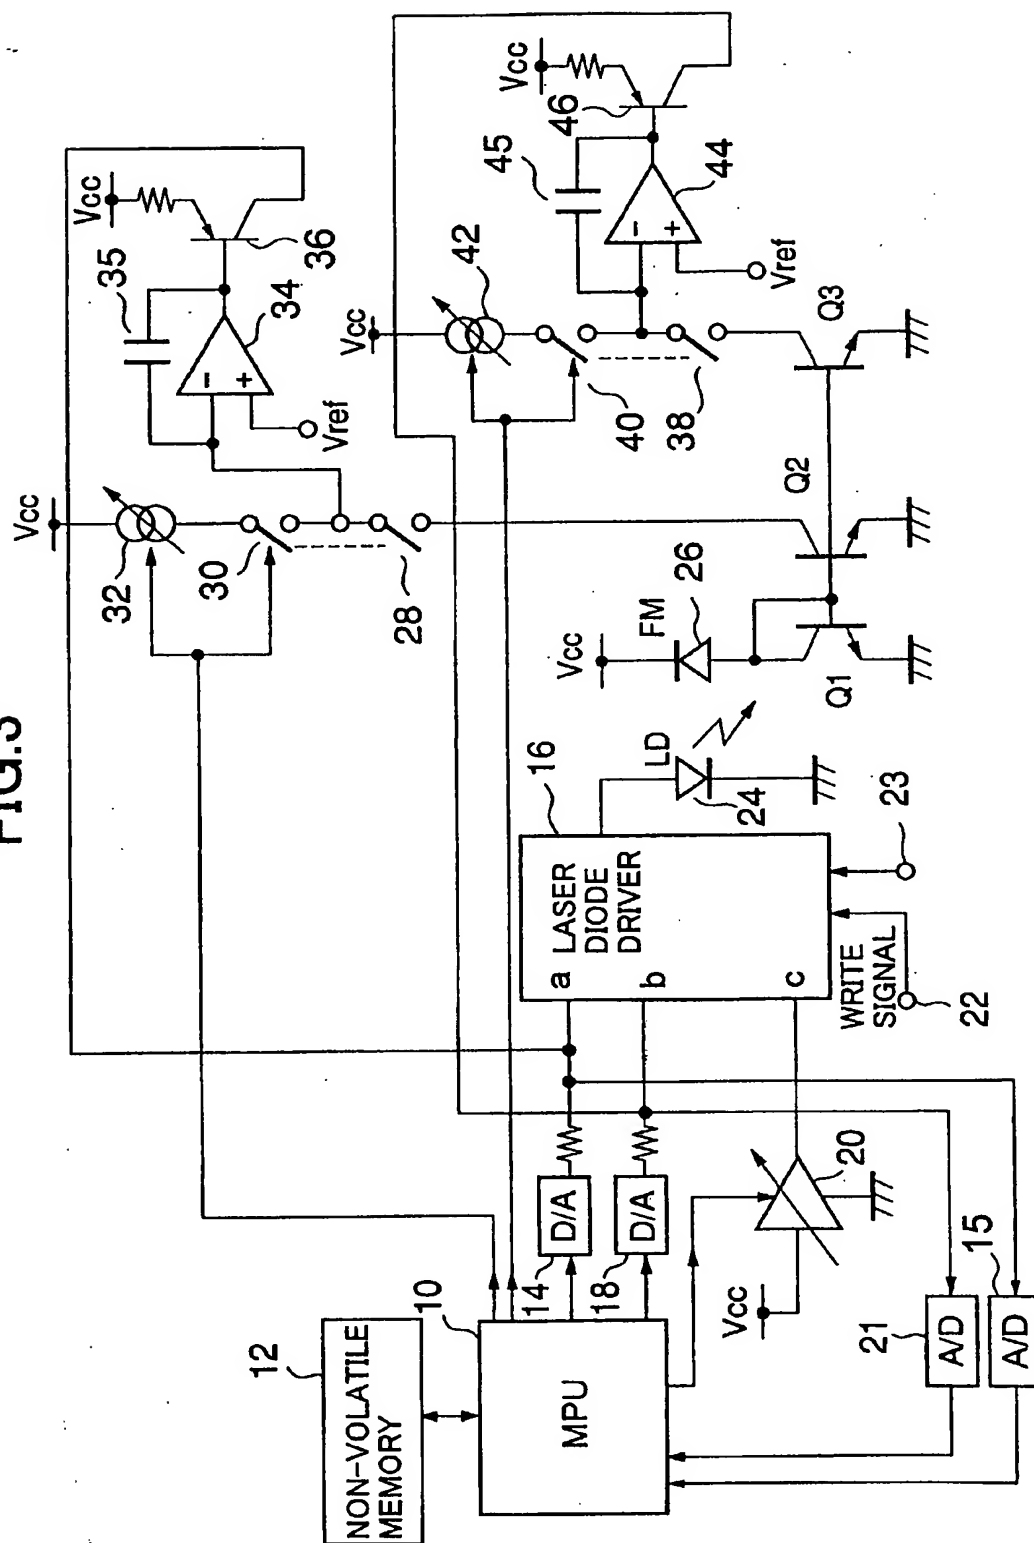 FIG.3
Vcc
32
30
28
35
Vcc
34
36
Vref
Vcc
42
40
38
45
Vcc
46
44
Vref
Q3
Q2
Q1
Vcc
FM
26
LD
24
16
LASER
DIODE
DRIVER
a
b
c
WRITE
SIGNAL
22
23
12
NON-VOLATILE
MEMORY
10
MPU
14
D/A
18
D/A
20
Vcc
21
A/D
15
A/D